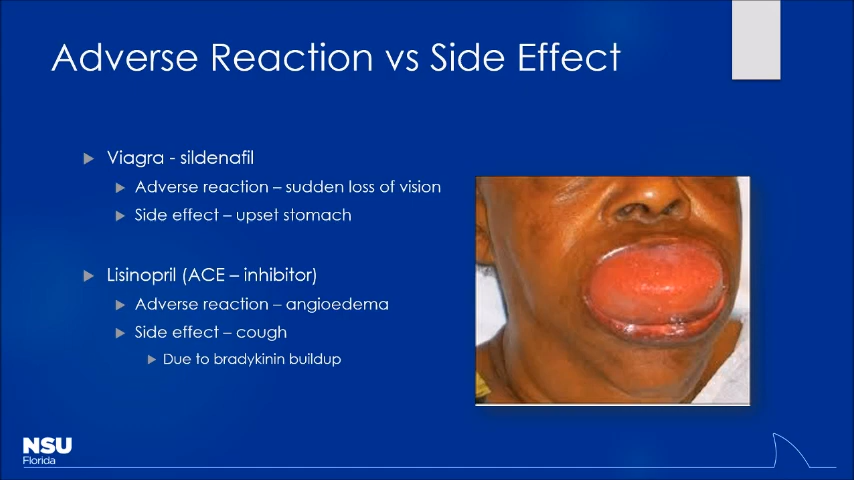 Adverse Reaction vs Side Effect
Viagra - sildenafil
Adverse reaction – sudden loss of vision
Side effect – upset stomach
Lisinopril (ACE – inhibitor)
Adverse reaction – angioedema
Side effect – cough
Due to bradykinin buildup
NSU
Florida